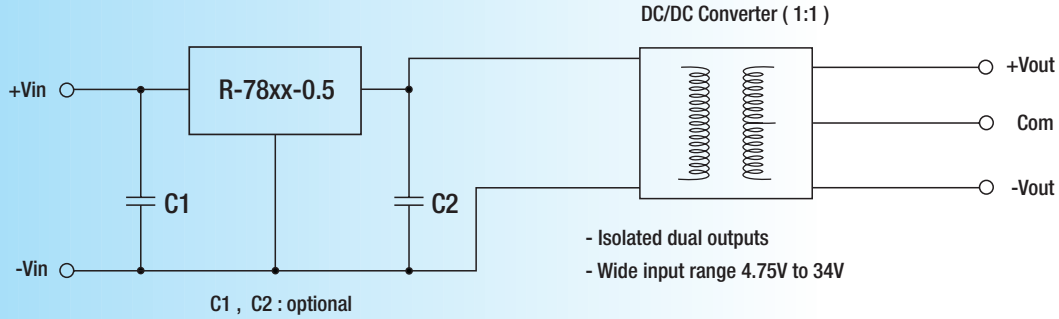 DC/DC Converter ( 1:1 )
+Vin
R-78xx-0.5
+Vout
Com
C1
C2
-Vout
- Isolated dual outputs
-Vin
- Wide input range 4.75V to 34V
C1 , C2 : optional